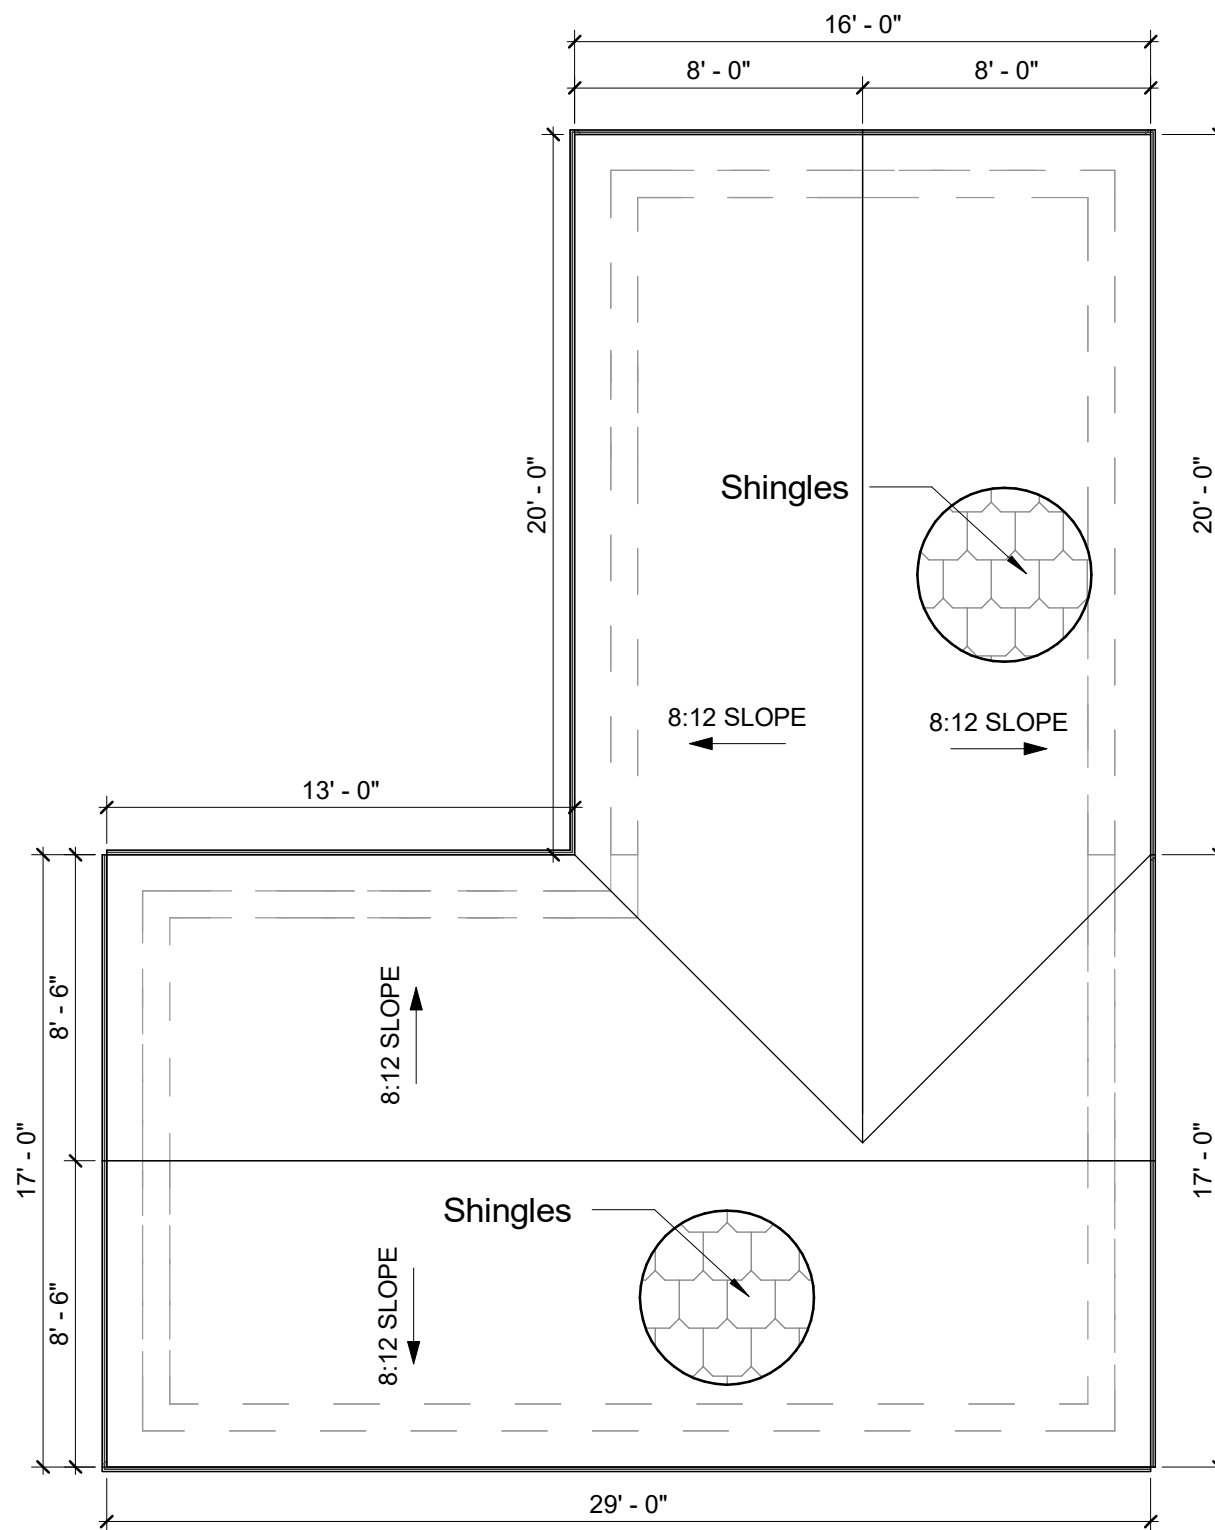 16' - 0"
8' - 0"
8' - 0"
20' - 0"
20' - 0"
Shingles
8:12 SLOPE
8:12 SLOPE
13' - 0"
8' - 6"
8:12 SLOPE
17' - 0"
17' - 0"
Shingles
8' - 6"
8:12 SLOPE
29' - 0"